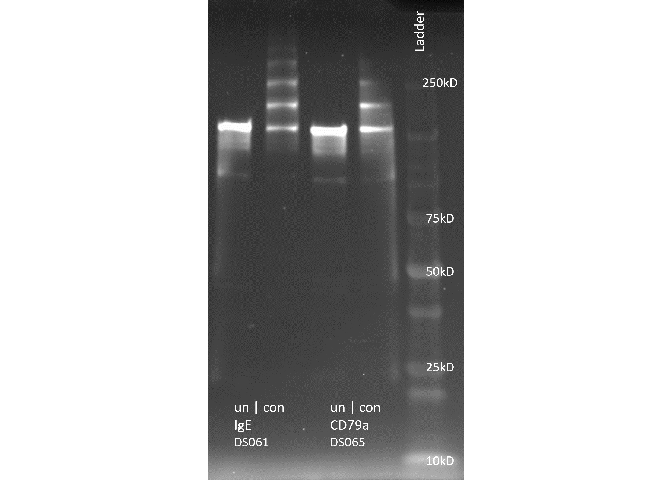 Ladder
250kD
75kD
50kD
25kD
un | con
un | con
IgE
CD79a
DS061
DS065
10kD